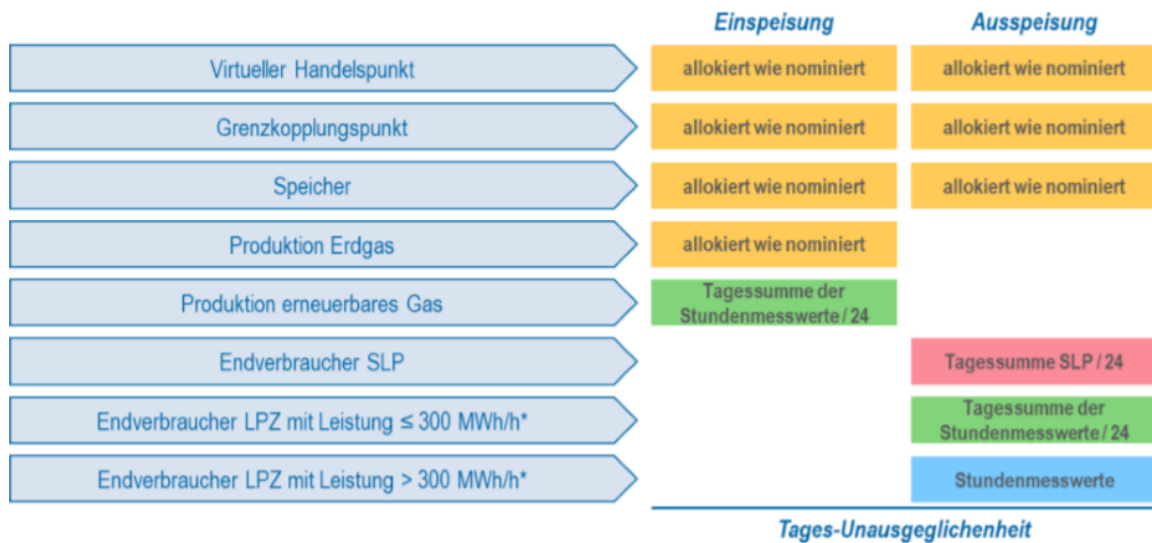 Einspeisung Ausspeisung
Virtueller Handelspunkt allokiert wie nominiert allokiert wie nominiert
Grenzkopplungspunkt allokiert wie nominiert allokiert wie nominiert
Speicher allokiert wie nominiert allokiert wie nominiert
Produktion Erdgas allokiert wie nominiert
Produktion erneuerbares Gas
Tagessumme der
Stundenmesswerte / 24
Endverbraucher SLP Tagessumme SLP / 24
Endverbraucher LPZ mit Leistung ≤ 300 MWh/h*
Tagessumme der
Stundenmesswerte / 24
Endverbraucher LPZ mit Leistung > 300 MWh/h* Stundenmesswerte
Tages-Unausgeglichenheit